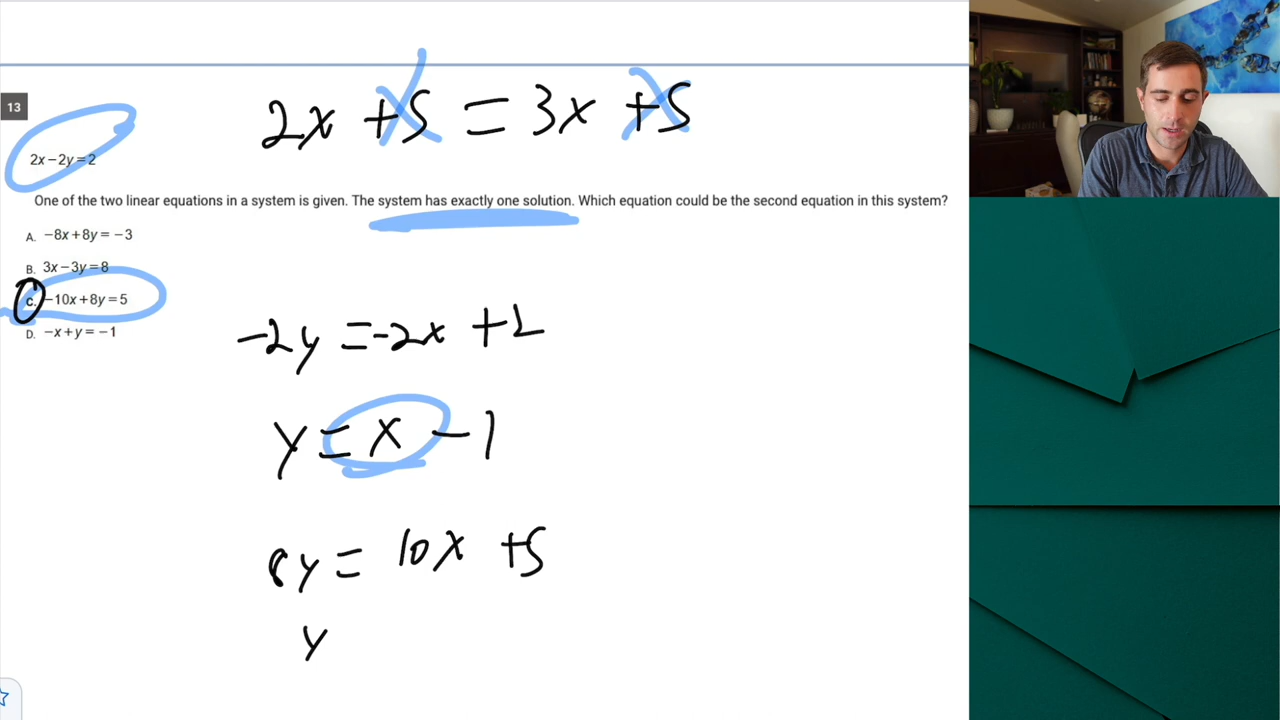 2x + 5 = 3x + 5
13
2x − 2y = 2
One of the two linear equations in a system is given. The system has exactly one solution. Which equation could be the second equation in this system?
A. −8x + 8y = −3
B. 3x − 3y = 8
C. −10x + 8y = 5
D. −x + y = −1
-2y = -2x + 2
y = x - 1
8y = 10x + 5
y